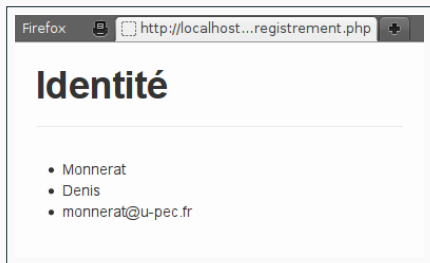 Firefox
http://localhost...registrement.php
Identité
Monnerat
Denis
monnerat@u-pec.fr